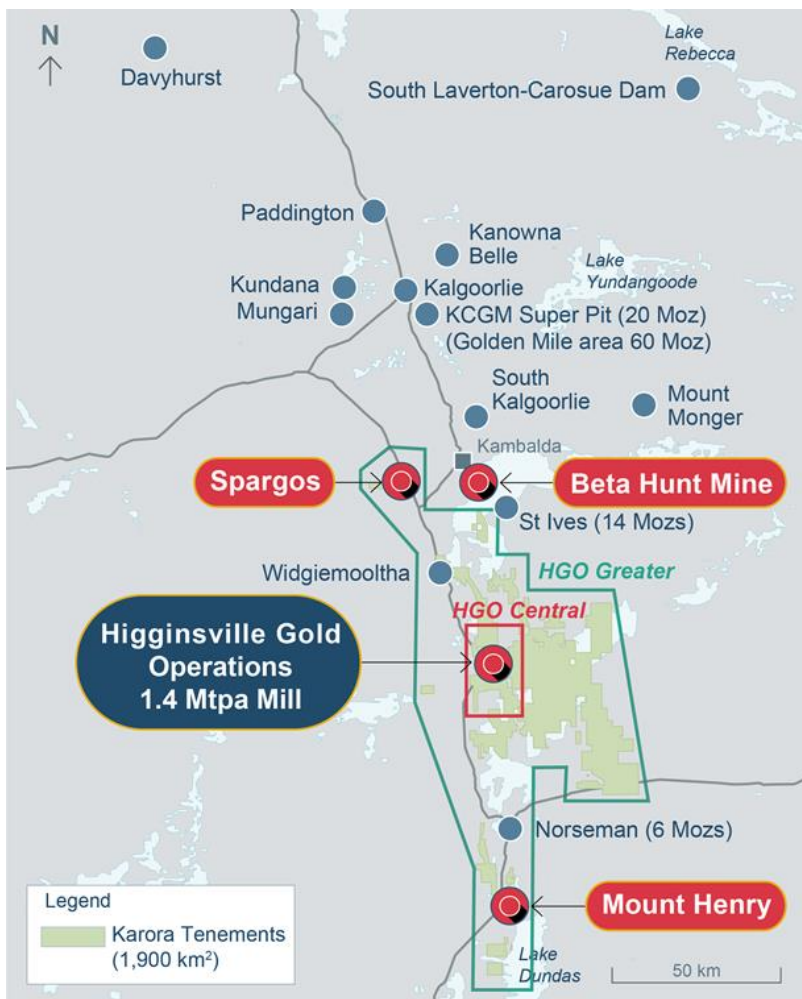 N
Lake
Rebecca
Davyhurst
South Laverton-Carosue Dam
Paddington
Kanowna
Belle
Lake
Yundangoode
Kundana
Kalgoorlie
Mungari
KCGM Super Pit (20 Moz)
(Golden Mile area 60 Moz)
South
Kalgoorlie
Mount
Monger
Kambalda
Spargos
Beta Hunt Mine
St Ives (14 Mozs)
Widgiemooltha
HGO Greater
HGO Central
Higginsville Gold
Operations
1.4 Mtpa Mill
Norseman (6 Mozs)
Mount Henry
Legend
Karora Tenements
(1,900 km²)
Lake
Dundas
50 km